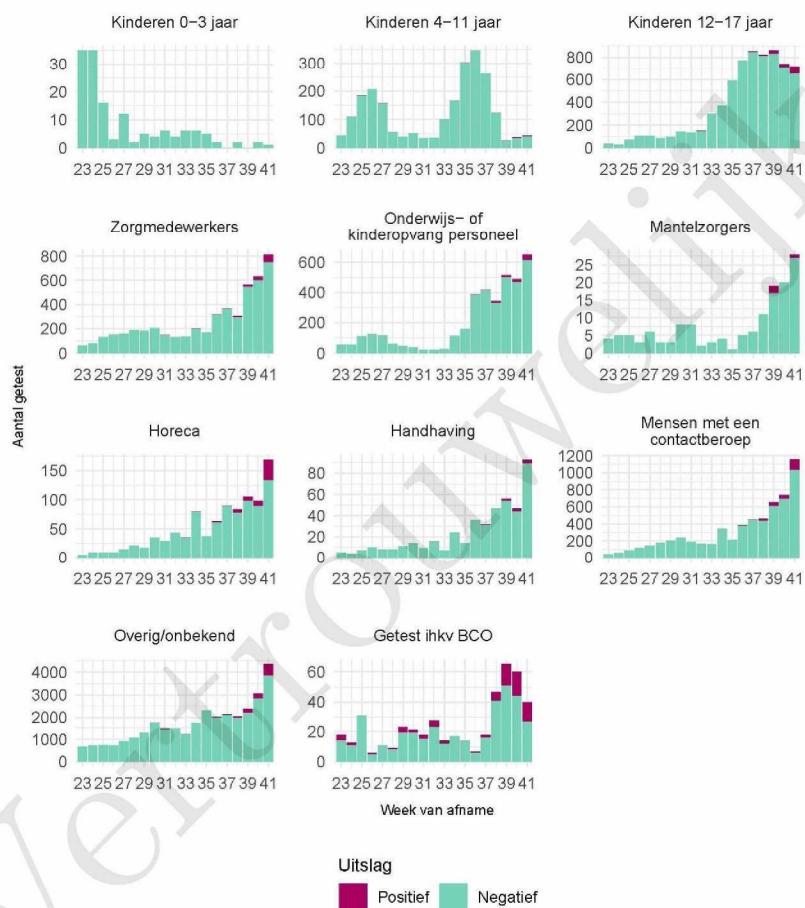 Kinderen 0−3 jaar
Kinderen 4−11 jaar
Kinderen 12−17 jaar
30
20
10
0
23 25 27 29 31 33 35 37 39 41
300
200
100
0
23 25 27 29 31 33 35 37 39 41
800
600
400
200
0
23 25 27 29 31 33 35 37 39 41
Zorgmedewerkers
Onderwijs− of
kinderopvang personeel
Mantelzorgers
800
600
400
200
0
23 25 27 29 31 33 35 37 39 41
600
400
200
0
23 25 27 29 31 33 35 37 39 41
25
20
15
10
5
0
23 25 27 29 31 33 35 37 39 41
Aantal getest
Horeca
Handhaving
Mensen met een
contactberoep
150
100
50
0
23 25 27 29 31 33 35 37 39 41
80
60
40
20
0
23 25 27 29 31 33 35 37 39 41
1200
1000
800
600
400
200
0
23 25 27 29 31 33 35 37 39 41
Overig/onbekend
Getest ihkv BCO
4000
3000
2000
1000
0
23 25 27 29 31 33 35 37 39 41
60
40
20
0
23 25 27 29 31 33 35 37 39 41
Week van afname
Uitslag
Positief
Negatief
Vertrouwelijk